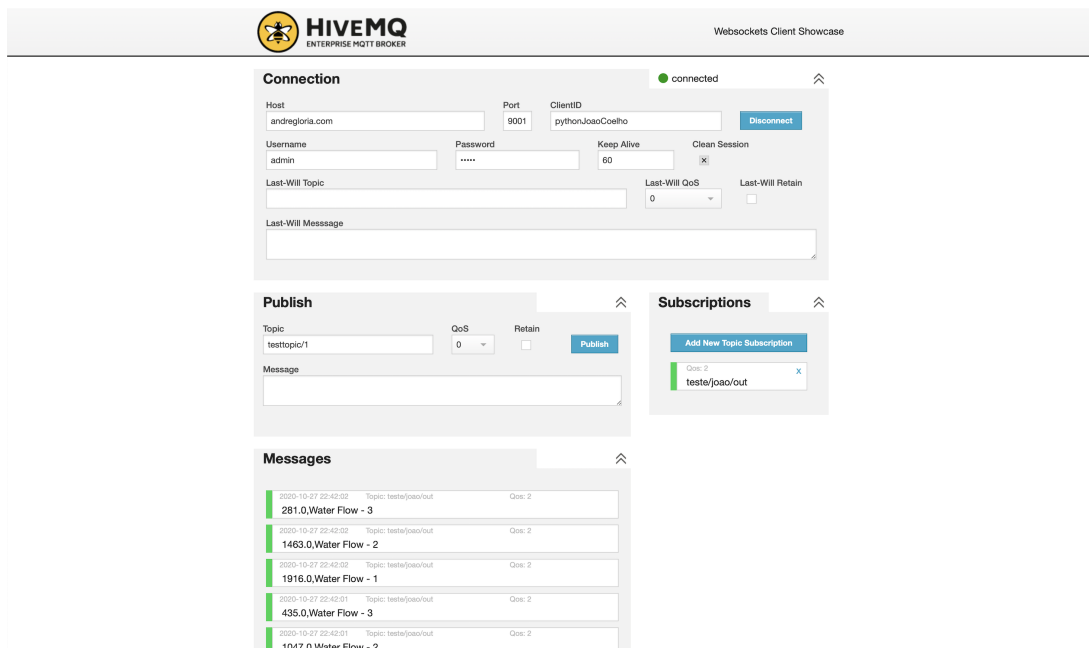 HIVEMQ
ENTERPRISE MQTT BROKER
Websockets Client Showcase
Connection
connected
Host
Port
ClientID
andregloria.com
9001
pythonJoaoCoelho
Disconnect
Username
Password
Keep Alive
Clean Session
admin
•••••
60
x
Last-Will Topic
Last-Will QoS
Last-Will Retain
0
Last-Will Messsage
Publish
Subscriptions
Topic
QoS
Retain
testtopic/1
0
Publish
Message
Add New Topic Subscription
Qos: 2
x
teste/joao/out
Messages
2020-10-27 22:42:02 Topic: teste/joao/out Qos: 2
281.0,Water Flow - 3
2020-10-27 22:42:02 Topic: teste/joao/out Qos: 2
1463.0,Water Flow - 2
2020-10-27 22:42:02 Topic: teste/joao/out Qos: 2
1916.0,Water Flow - 1
2020-10-27 22:42:01 Topic: teste/joao/out Qos: 2
435.0,Water Flow - 3
2020-10-27 22:42:01 Topic: teste/joao/out Qos: 2
1047.0,Water Flow - 2